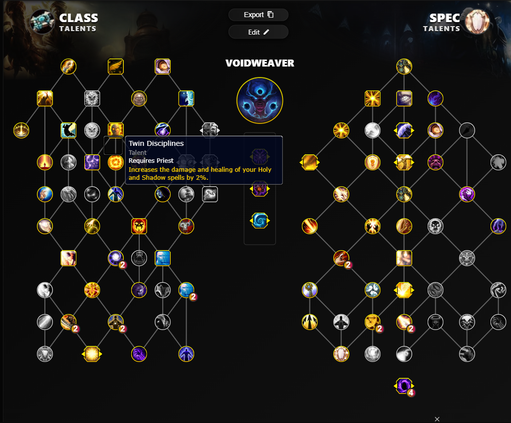 CLASS
TALENTS
Export
Edit
SPEC
TALENTS
VOIDWEAVER
Twin Disciplines
Talent
Requires Priest
Increases the damage and healing of your Holy
and Shadow spells by 2%.
2
2
2
2
2
2
2
4